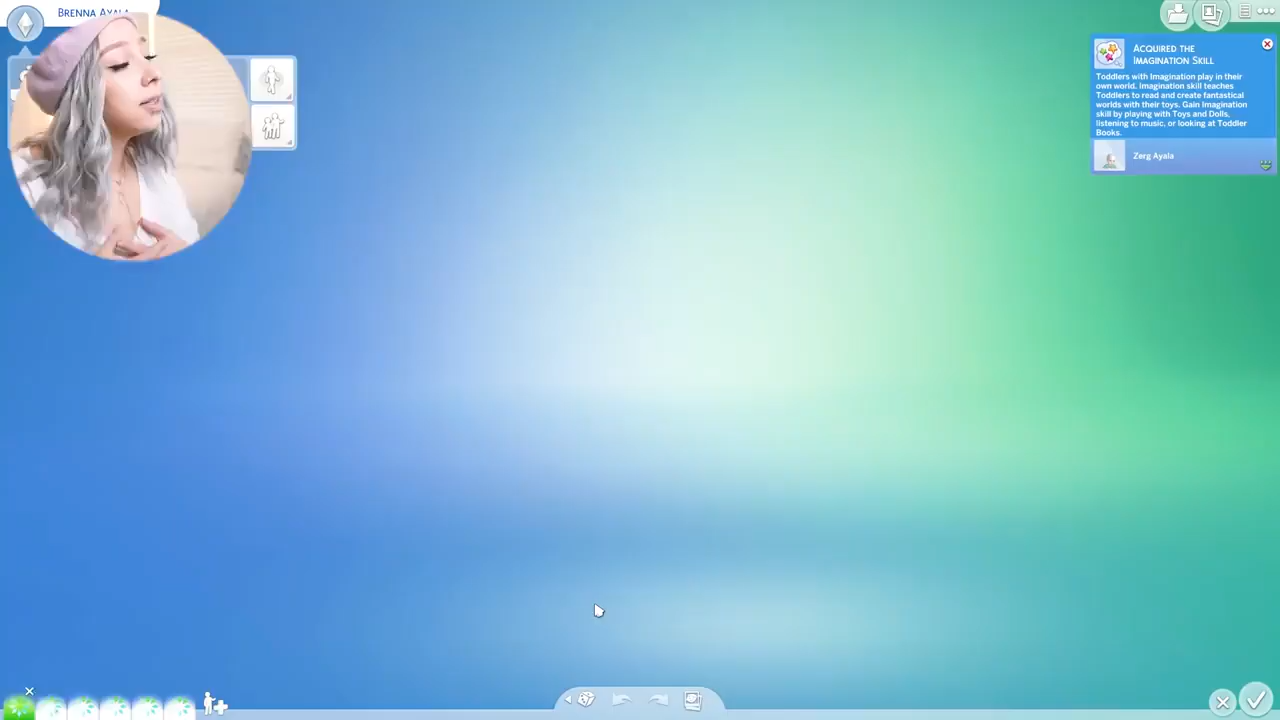 BRENNA AYALA
ACQUIRED THE
IMAGINATION SKILL
Toddlers with Imagination play in their
own world. Imagination skill teaches
Toddlers to read and create fantastical
worlds with their toys. Gain Imagination
skill by playing with Toys and Dolls,
listening to music, or looking at Toddler
Books.
Zerg Ayala